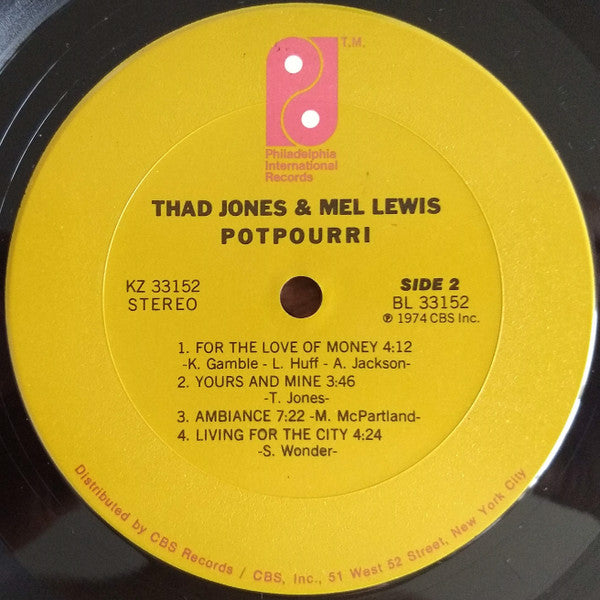 T.M.
Philadelphia
International
Records
THAD JONES & MEL LEWIS
POTPOURRI
KZ 33152
STEREO
SIDE 2
BL 33152
℗ 1974 CBS Inc.
1. FOR THE LOVE OF MONEY 4:12
-K. Gamble - L. Huff - A. Jackson-
2. YOURS AND MINE 3:46
-T. Jones-
3. AMBIANCE 7:22 -M. McPartland-
4. LIVING FOR THE CITY 4:24
-S. Wonder-
Distributed by CBS Records / CBS, Inc., 51 West 52 Street, New York City